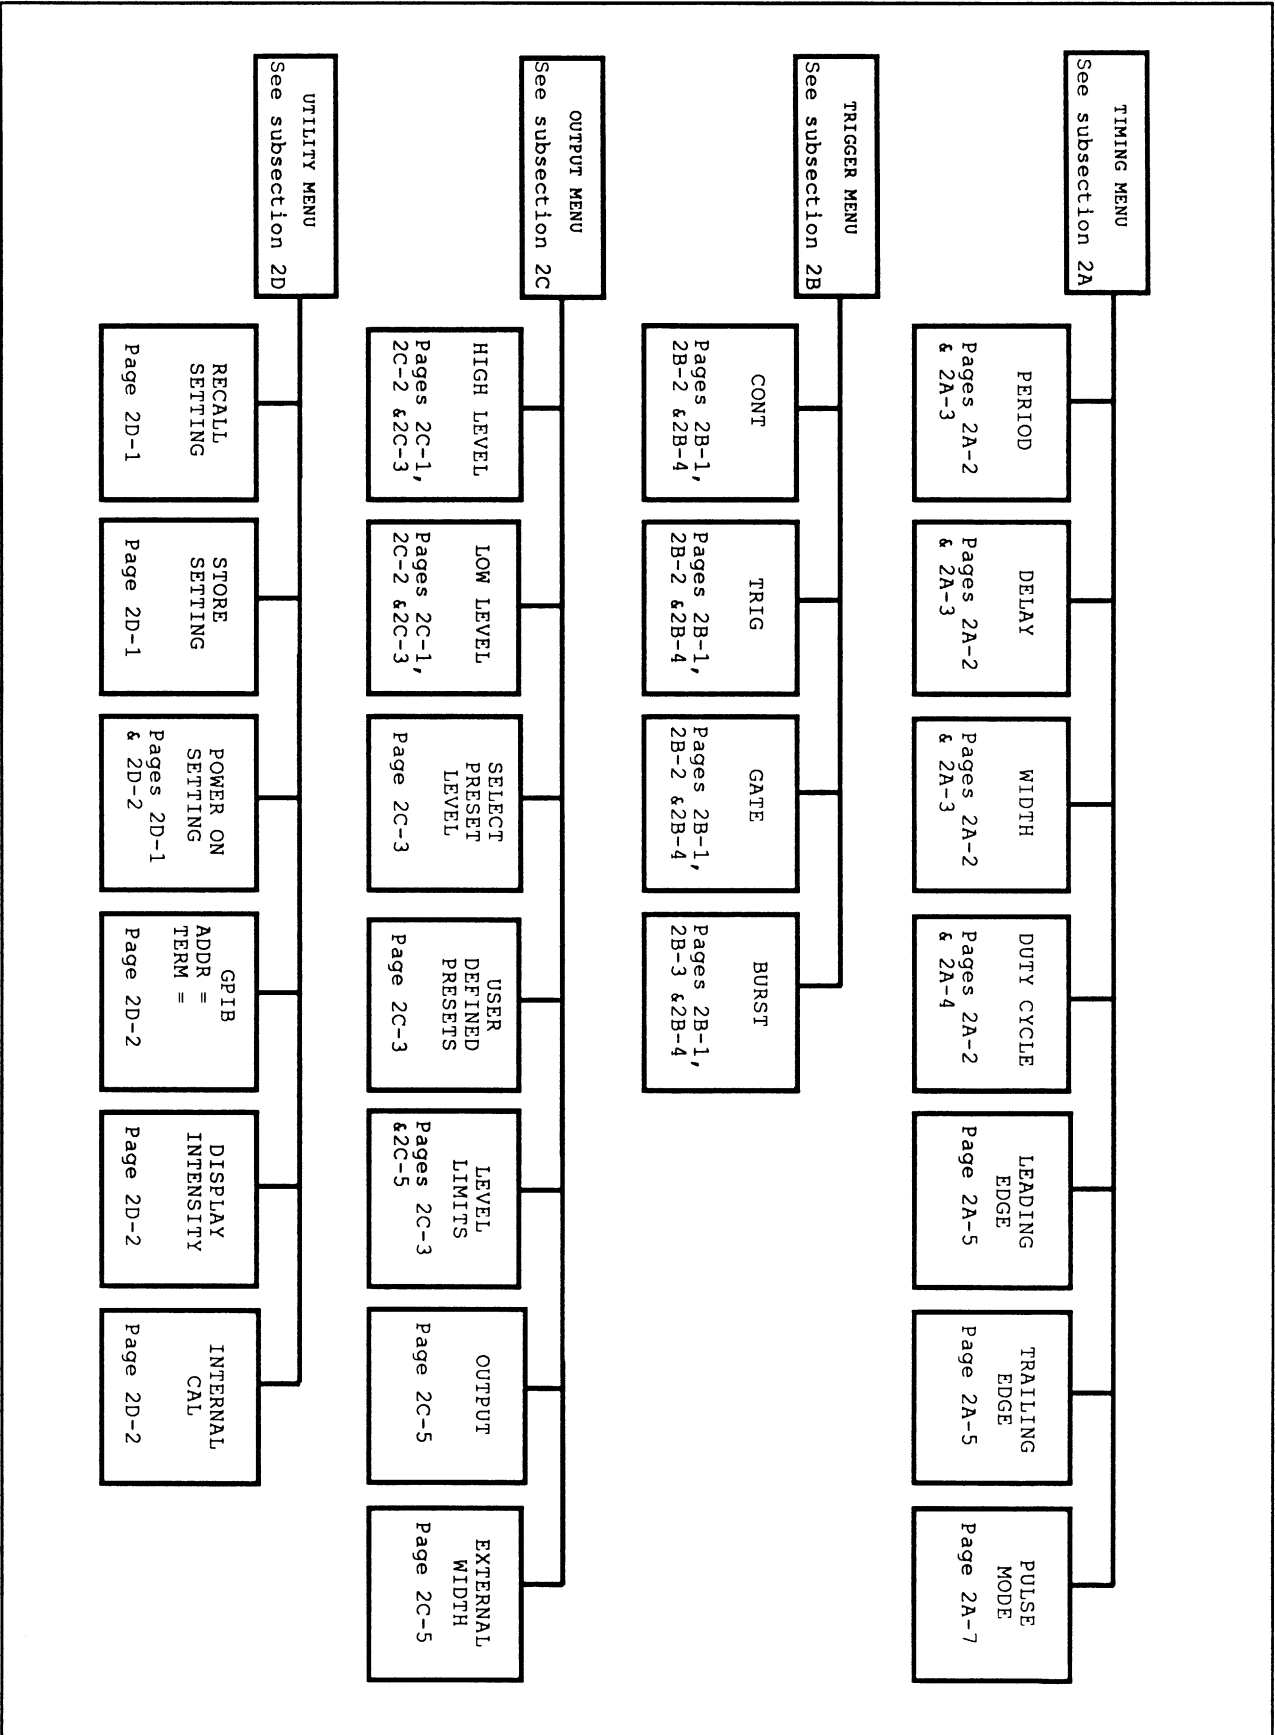 TIMING MENU
See subsection 2A
PERIOD
Pages 2A-2
& 2A-3
DELAY
Pages 2A-2
& 2A-3
WIDTH
Pages 2A-2
& 2A-3
DUTY CYCLE
Pages 2A-2
& 2A-4
LEADING
EDGE
Page 2A-5
TRAILING
EDGE
Page 2A-5
PULSE
MODE
Page 2A-7
TRIGGER MENU
See subsection 2B
CONT
Pages 2B-1,
2B-2 &2B-4
TRIG
Pages 2B-1,
2B-2 &2B-4
GATE
Pages 2B-1,
2B-2 &2B-4
BURST
Pages 2B-1,
2B-3 &2B-4
OUTPUT MENU
See subsection 2C
HIGH LEVEL
Pages 2C-1,
2C-2 &2C-3
LOW LEVEL
Pages 2C-1,
2C-2 &2C-3
SELECT
PRESET
LEVEL
Page 2C-3
USER
DEFINED
PRESETS
Page 2C-3
LEVEL
LIMITS
Pages 2C-3
&2C-5
OUTPUT
Page 2C-5
EXTERNAL
WIDTH
Page 2C-5
UTILITY MENU
See subsection 2D
RECALL
SETTING
Page 2D-1
STORE
SETTING
Page 2D-1
POWER ON
SETTING
Pages 2D-1
& 2D-2
GPIB
ADDR =
TERM =
Page 2D-2
DISPLAY
INTENSITY
Page 2D-2
INTERNAL
CAL
Page 2D-2